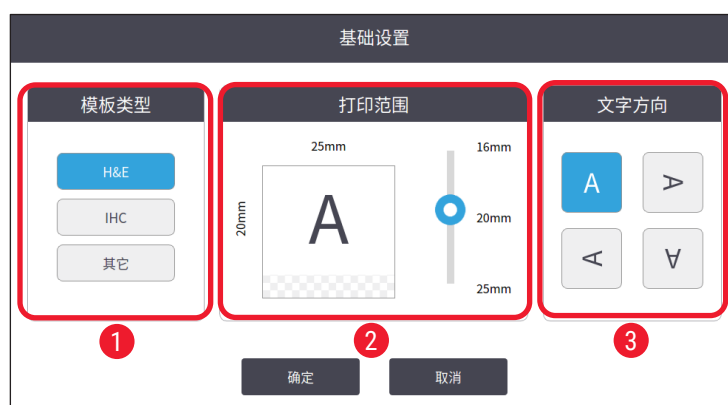 基础设置
模板类型
H&E
IHC
其它
1
打印范围
25mm
20mm
A
16mm
20mm
25mm
2
文字方向
A
A
A
A
3
确定
取消